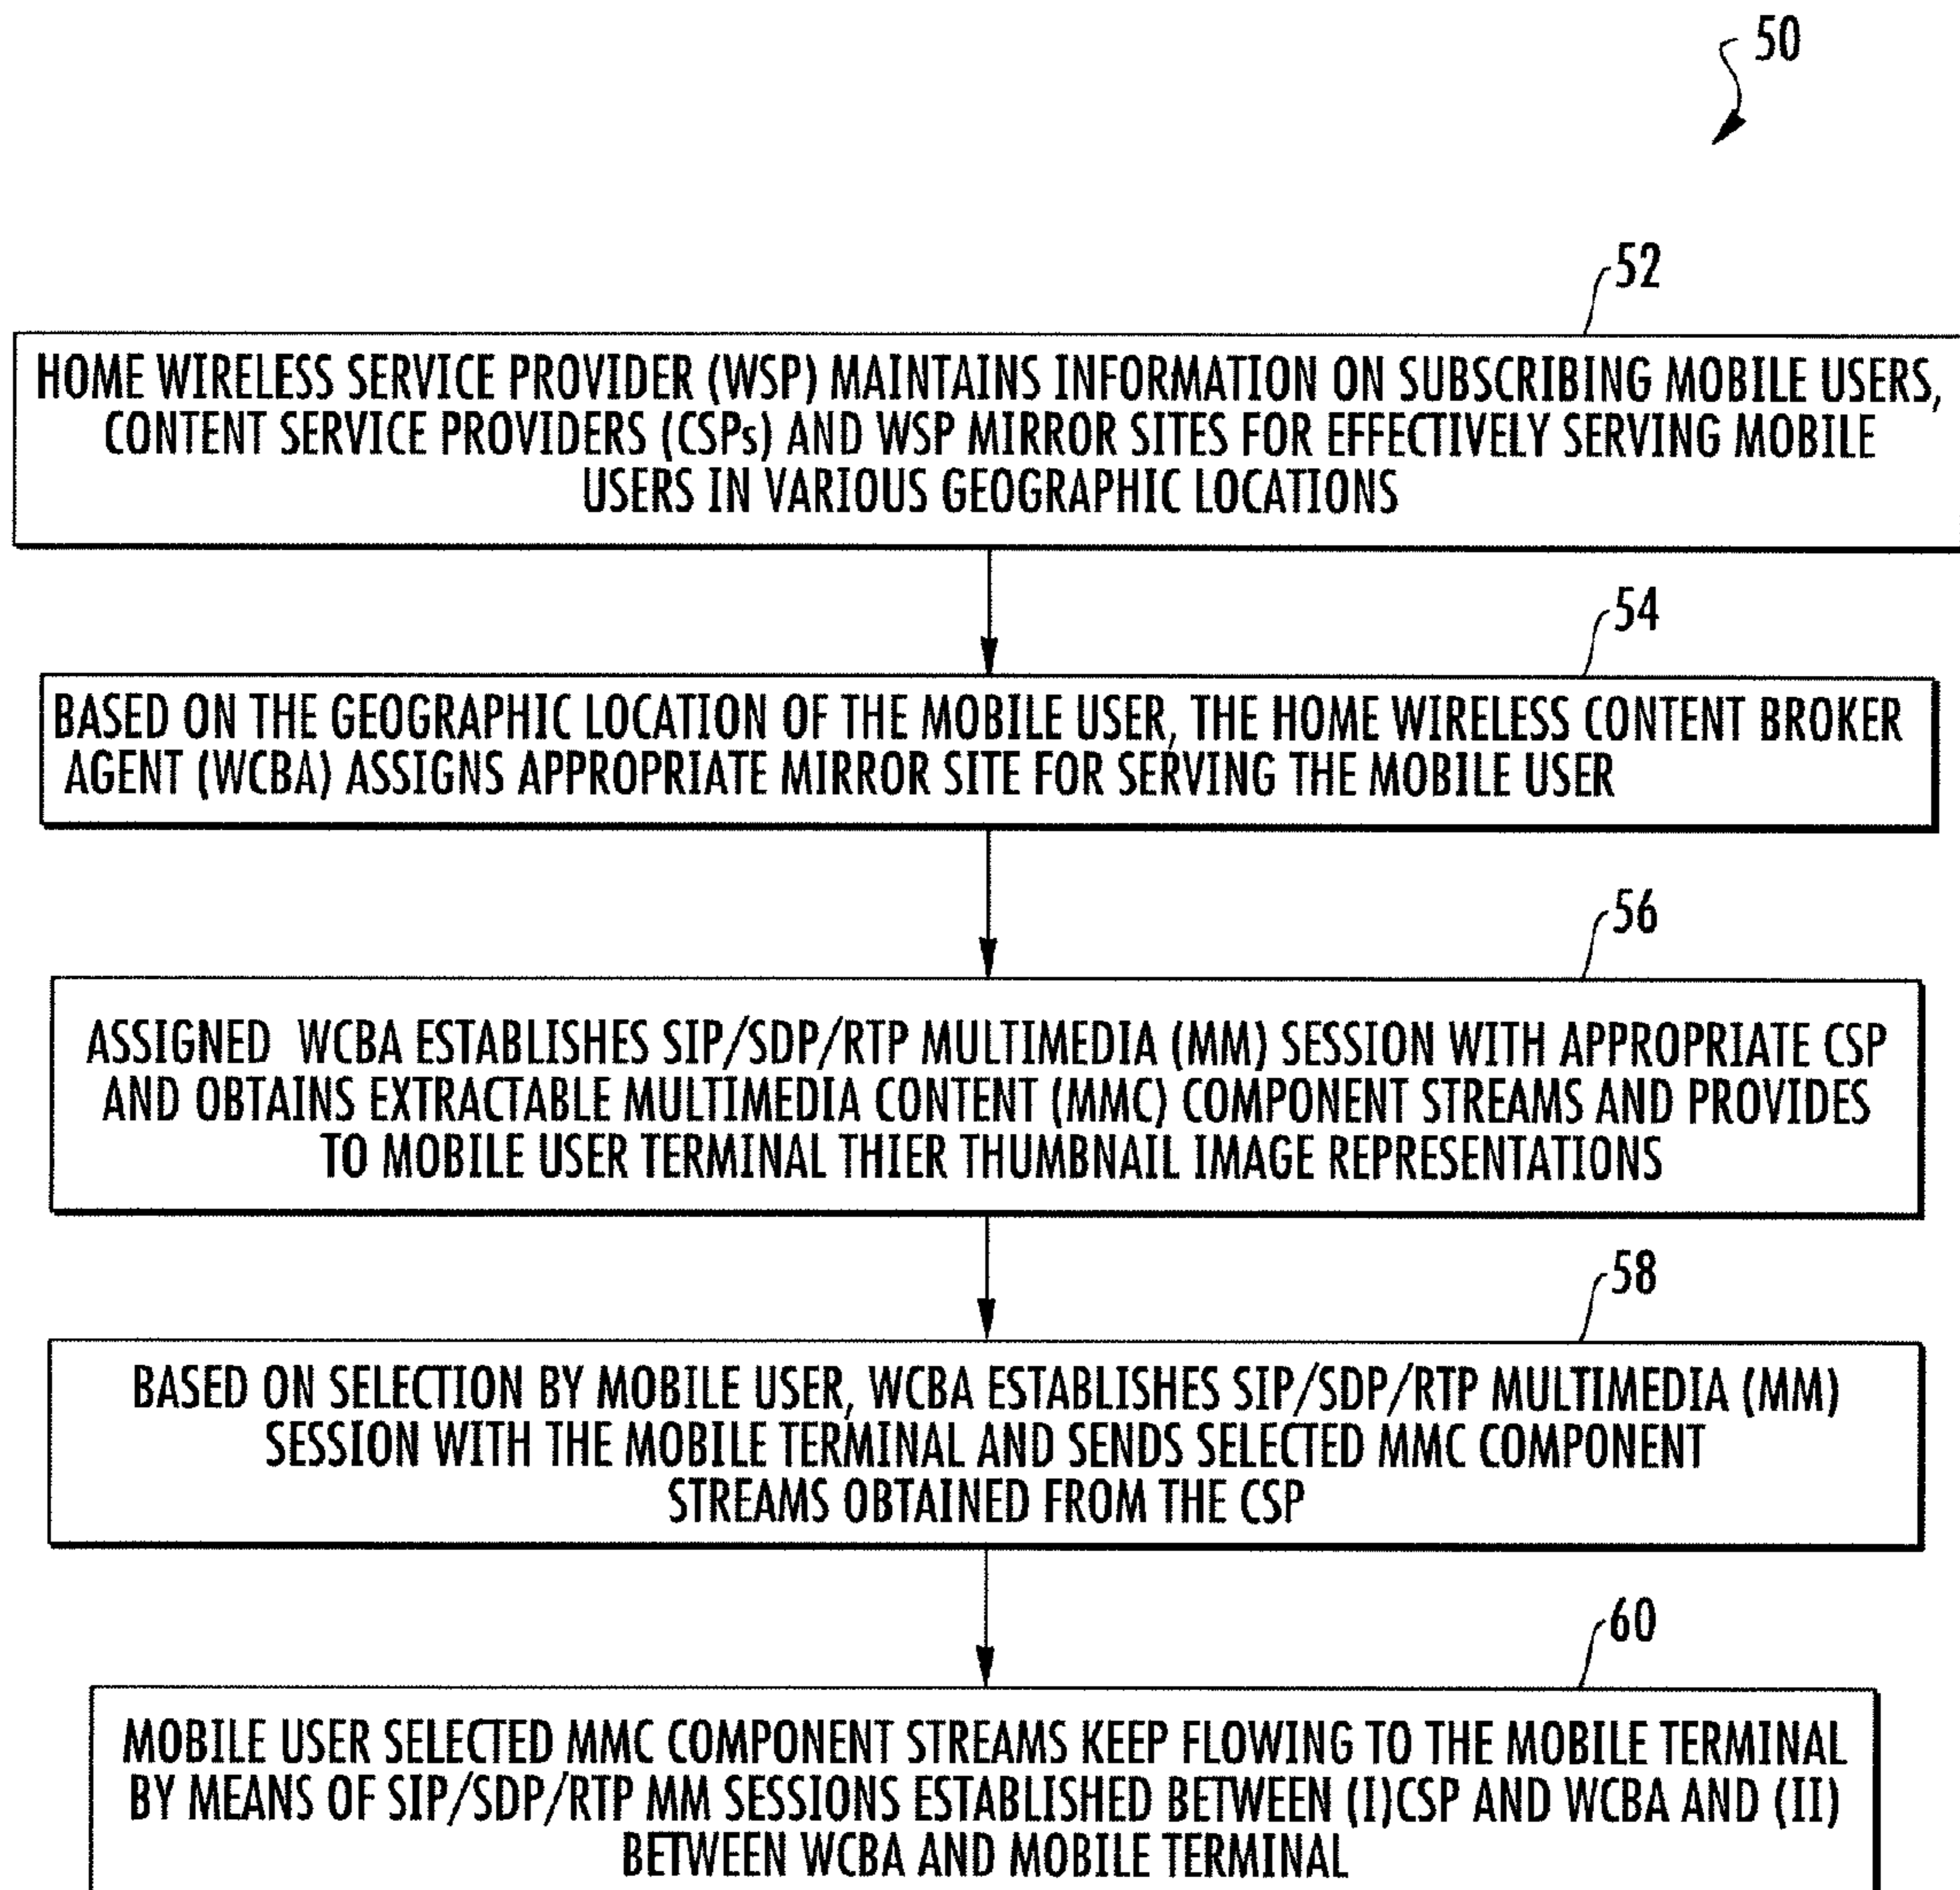 50
52
HOME WIRELESS SERVICE PROVIDER (WSP) MAINTAINS INFORMATION ON SUBSCRIBING MOBILE USERS,
CONTENT SERVICE PROVIDERS (CSPs) AND WSP MIRROR SITES FOR EFFECTIVELY SERVING MOBILE
USERS IN VARIOUS GEOGRAPHIC LOCATIONS
54
BASED ON THE GEOGRAPHIC LOCATION OF THE MOBILE USER, THE HOME WIRELESS CONTENT BROKER
AGENT (WCBA) ASSIGNS APPROPRIATE MIRROR SITE FOR SERVING THE MOBILE USER
56
ASSIGNED WCBA ESTABLISHES SIP/SDP/RTP MULTIMEDIA (MM) SESSION WITH APPROPRIATE CSP
AND OBTAINS EXTRACTABLE MULTIMEDIA CONTENT (MMC) COMPONENT STREAMS AND PROVIDES
TO MOBILE USER TERMINAL THIER THUMBNAIL IMAGE REPRESENTATIONS
58
BASED ON SELECTION BY MOBILE USER, WCBA ESTABLISHES SIP/SDP/RTP MULTIMEDIA (MM)
SESSION WITH THE MOBILE TERMINAL AND SENDS SELECTED MMC COMPONENT
STREAMS OBTAINED FROM THE CSP
60
MOBILE USER SELECTED MMC COMPONENT STREAMS KEEP FLOWING TO THE MOBILE TERMINAL
BY MEANS OF SIP/SDP/RTP MM SESSIONS ESTABLISHED BETWEEN (I)CSP AND WCBA AND (II)
BETWEEN WCBA AND MOBILE TERMINAL